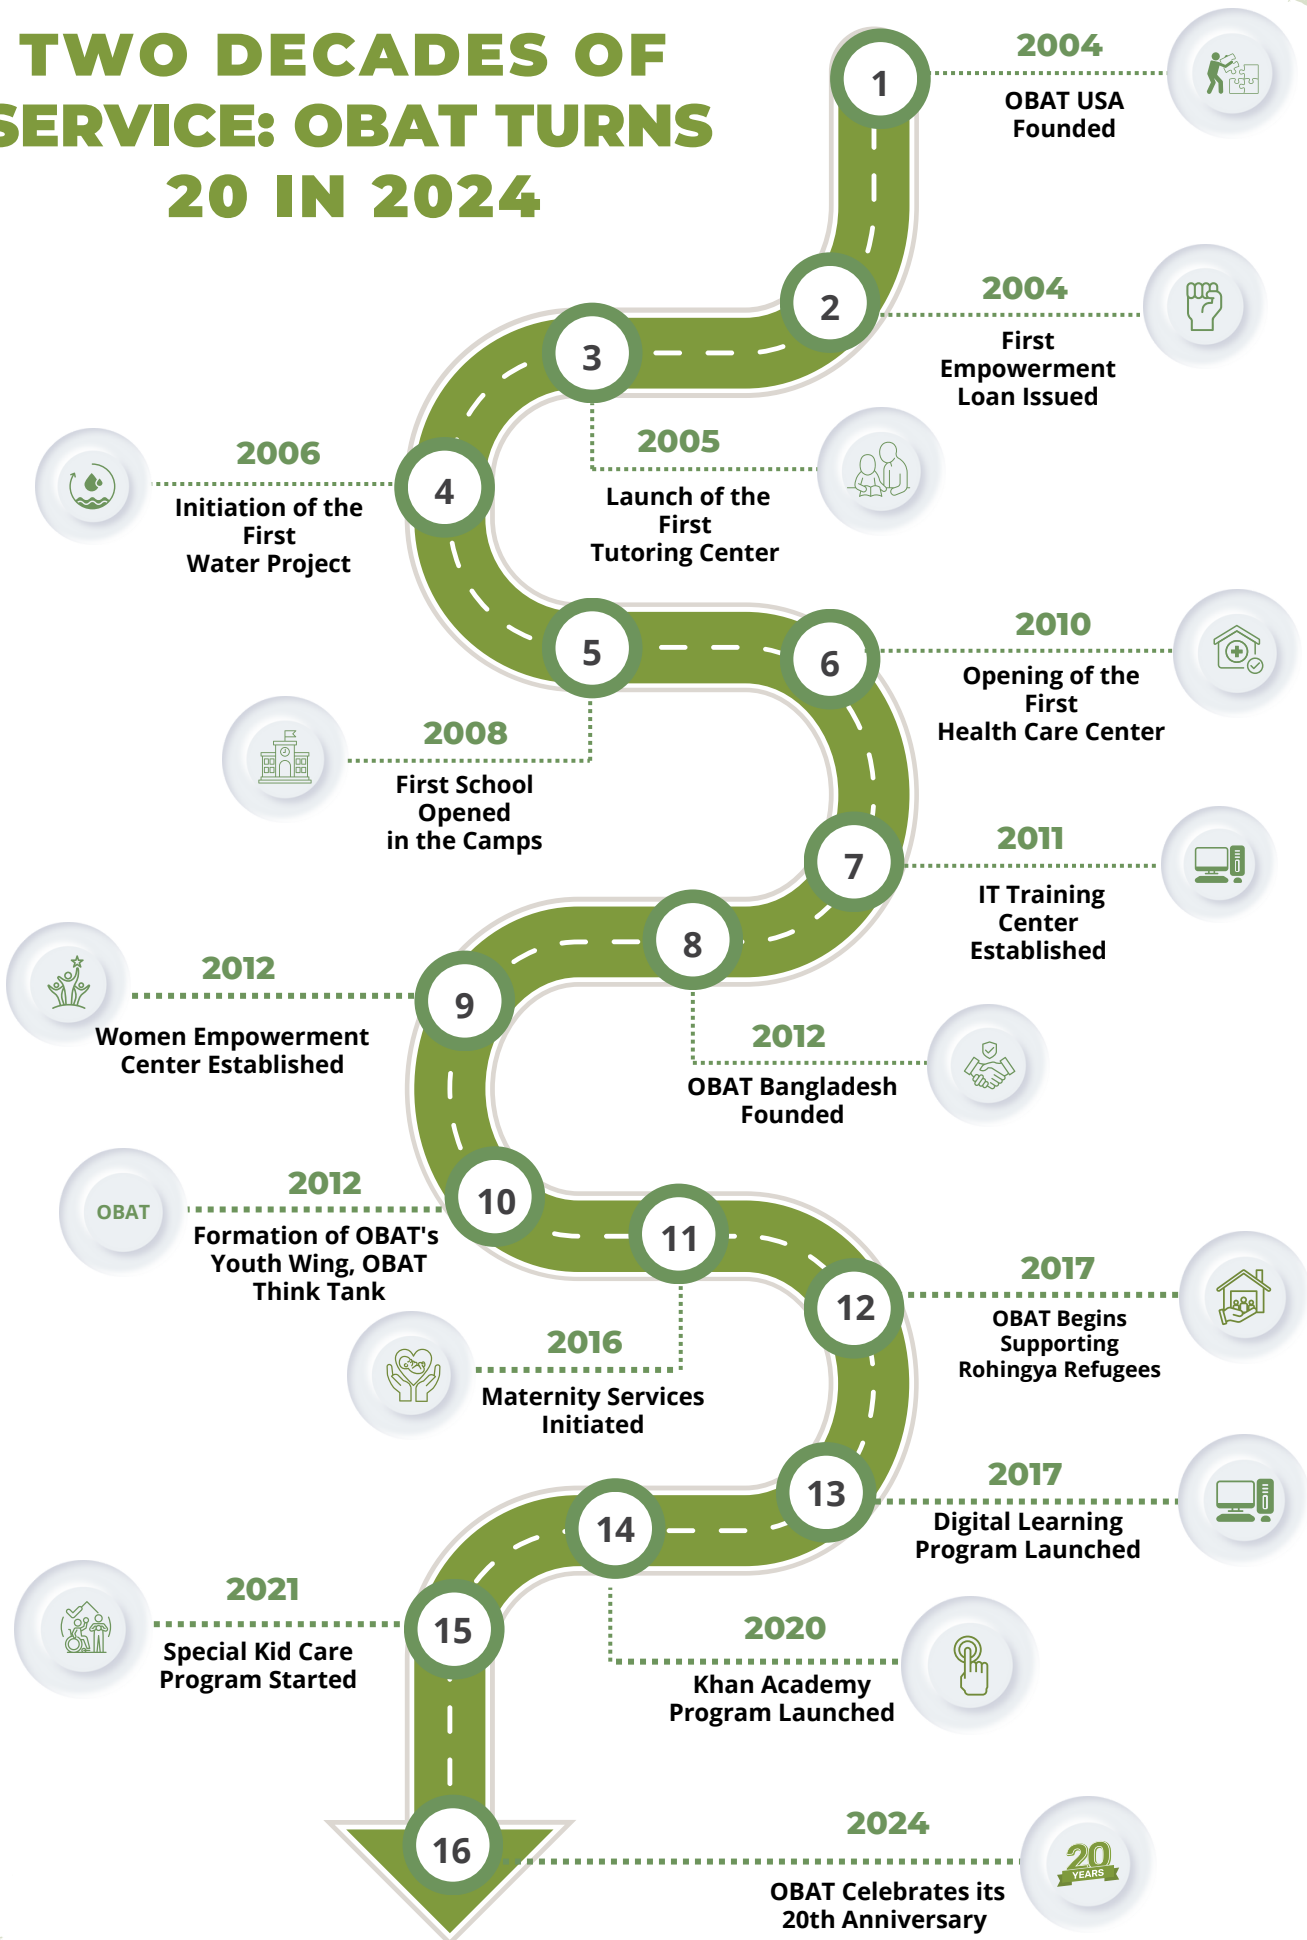 TWO DECADES OF
SERVICE: OBAT TURNS
20 IN 2024
1
2004
OBAT USA
Founded
2
2004
First
Empowerment
Loan Issued
3
2005
Launch of the
First
Tutoring Center
4
2006
Initiation of the
First
Water Project
5
2008
First School
Opened
in the Camps
6
2010
Opening of the
First
Health Care Center
7
2011
IT Training
Center
Established
8
2012
OBAT Bangladesh
Founded
9
2012
Women Empowerment
Center Established
10
2012
OBAT
Formation of OBAT's
Youth Wing, OBAT
Think Tank
11
2016
Maternity Services
Initiated
12
2017
OBAT Begins
Supporting
Rohingya Refugees
13
2017
Digital Learning
Program Launched
14
2020
Khan Academy
Program Launched
15
2021
Special Kid Care
Program Started
16
2024
OBAT Celebrates its
20th Anniversary
20
YEARS